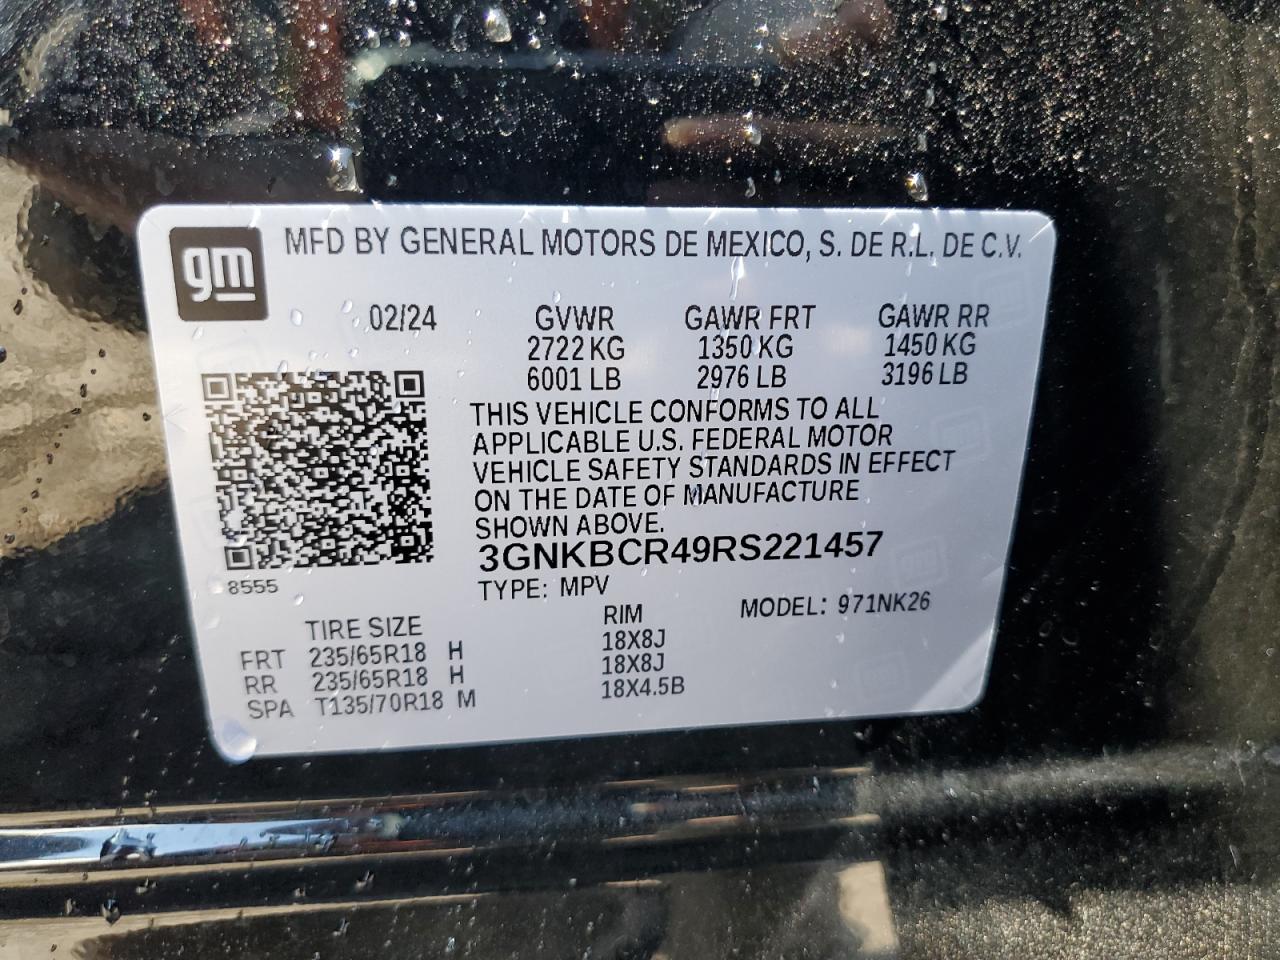 gm MFD BY GENERAL MOTORS DE MEXICO, S. DE R.L. DE C.V.
02/24 GVWR GAWR FRT GAWR RR
2722 KG 1350 KG 1450 KG
6001 LB 2976 LB 3196 LB
THIS VEHICLE CONFORMS TO ALL
APPLICABLE U.S. FEDERAL MOTOR
VEHICLE SAFETY STANDARDS IN EFFECT
ON THE DATE OF MANUFACTURE
SHOWN ABOVE.
3GNKBCR49RS221457
8555
TYPE: MPV MODEL: 971NK26
TIRE SIZE RIM
FRT 235/65R18 H 18X8J
RR 235/65R18 H 18X8J
SPA T135/70R18 M 18X4.5B